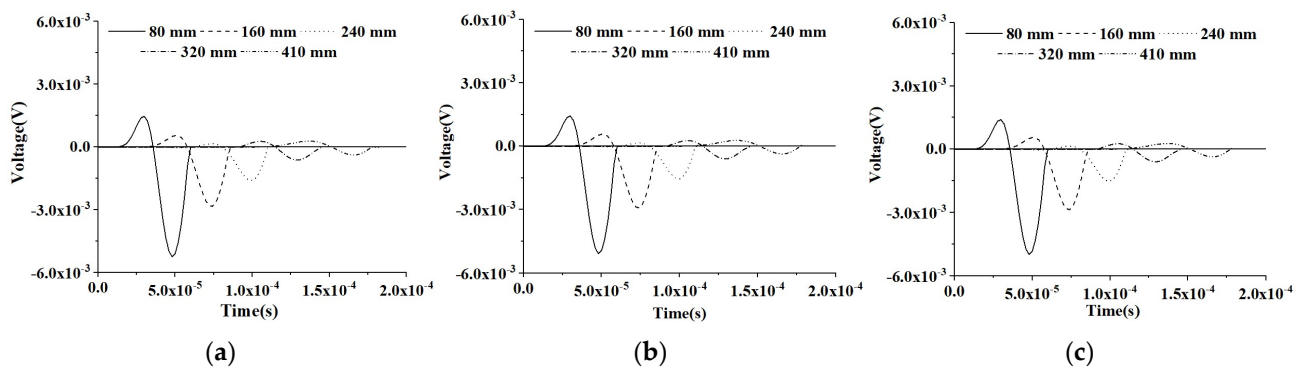 6.0x10⁻³
80 mm 160 mm 240 mm
320 mm 410 mm
3.0x10⁻³
0.0
-3.0x10⁻³
-6.0x10⁻³
Voltage(V)
0.0 5.0x10⁻⁵ 1.0x10⁻⁴ 1.5x10⁻⁴ 2.0x10⁻⁴
Time(s)
(a)
6.0x10⁻³
80 mm 160 mm 240 mm
320 mm 410 mm
3.0x10⁻³
0.0
-3.0x10⁻³
-6.0x10⁻³
Voltage(V)
0.0 5.0x10⁻⁵ 1.0x10⁻⁴ 1.5x10⁻⁴ 2.0x10⁻⁴
Time(s)
(b)
6.0x10⁻³
80 mm 160 mm 240 mm
320 mm 410 mm
3.0x10⁻³
0.0
-3.0x10⁻³
-6.0x10⁻³
Voltage(V)
0.0 5.0x10⁻⁵ 1.0x10⁻⁴ 1.5x10⁻⁴ 2.0x10⁻⁴
Time(s)
(c)